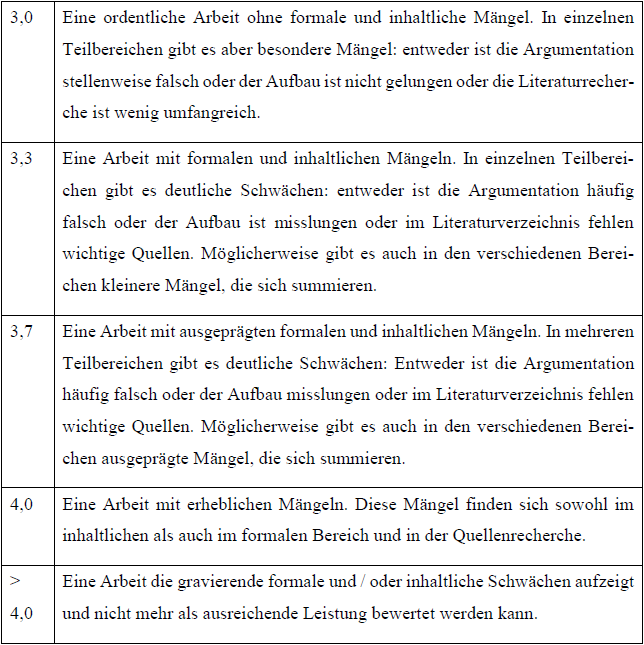 3,0 Eine ordentliche Arbeit ohne formale und inhaltliche Mängel. In einzelnen
Teilbereichen gibt es aber besondere Mängel: entweder ist die Argumentation
stellenweise falsch oder der Aufbau ist nicht gelungen oder die Literaturrecher-
che ist wenig umfangreich.
3,3 Eine Arbeit mit formalen und inhaltlichen Mängeln. In einzelnen Teilberei-
chen gibt es deutliche Schwächen: entweder ist die Argumentation häufig
falsch oder der Aufbau ist misslungen oder im Literaturverzeichnis fehlen
wichtige Quellen. Möglicherweise gibt es auch in den verschiedenen Berei-
chen kleinere Mängel, die sich summieren.
3,7 Eine Arbeit mit ausgeprägten formalen und inhaltlichen Mängeln. In mehreren
Teilbereichen gibt es deutliche Schwächen: Entweder ist die Argumentation
häufig falsch oder der Aufbau misslungen oder im Literaturverzeichnis fehlen
wichtige Quellen. Möglicherweise gibt es auch in den verschiedenen Berei-
chen ausgeprägte Mängel, die sich summieren.
4,0 Eine Arbeit mit erheblichen Mängeln. Diese Mängel finden sich sowohl im
inhaltlichen als auch im formalen Bereich und in der Quellenrecherche.
> Eine Arbeit die gravierende formale und / oder inhaltliche Schwächen aufzeigt
4,0 und nicht mehr als ausreichende Leistung bewertet werden kann.